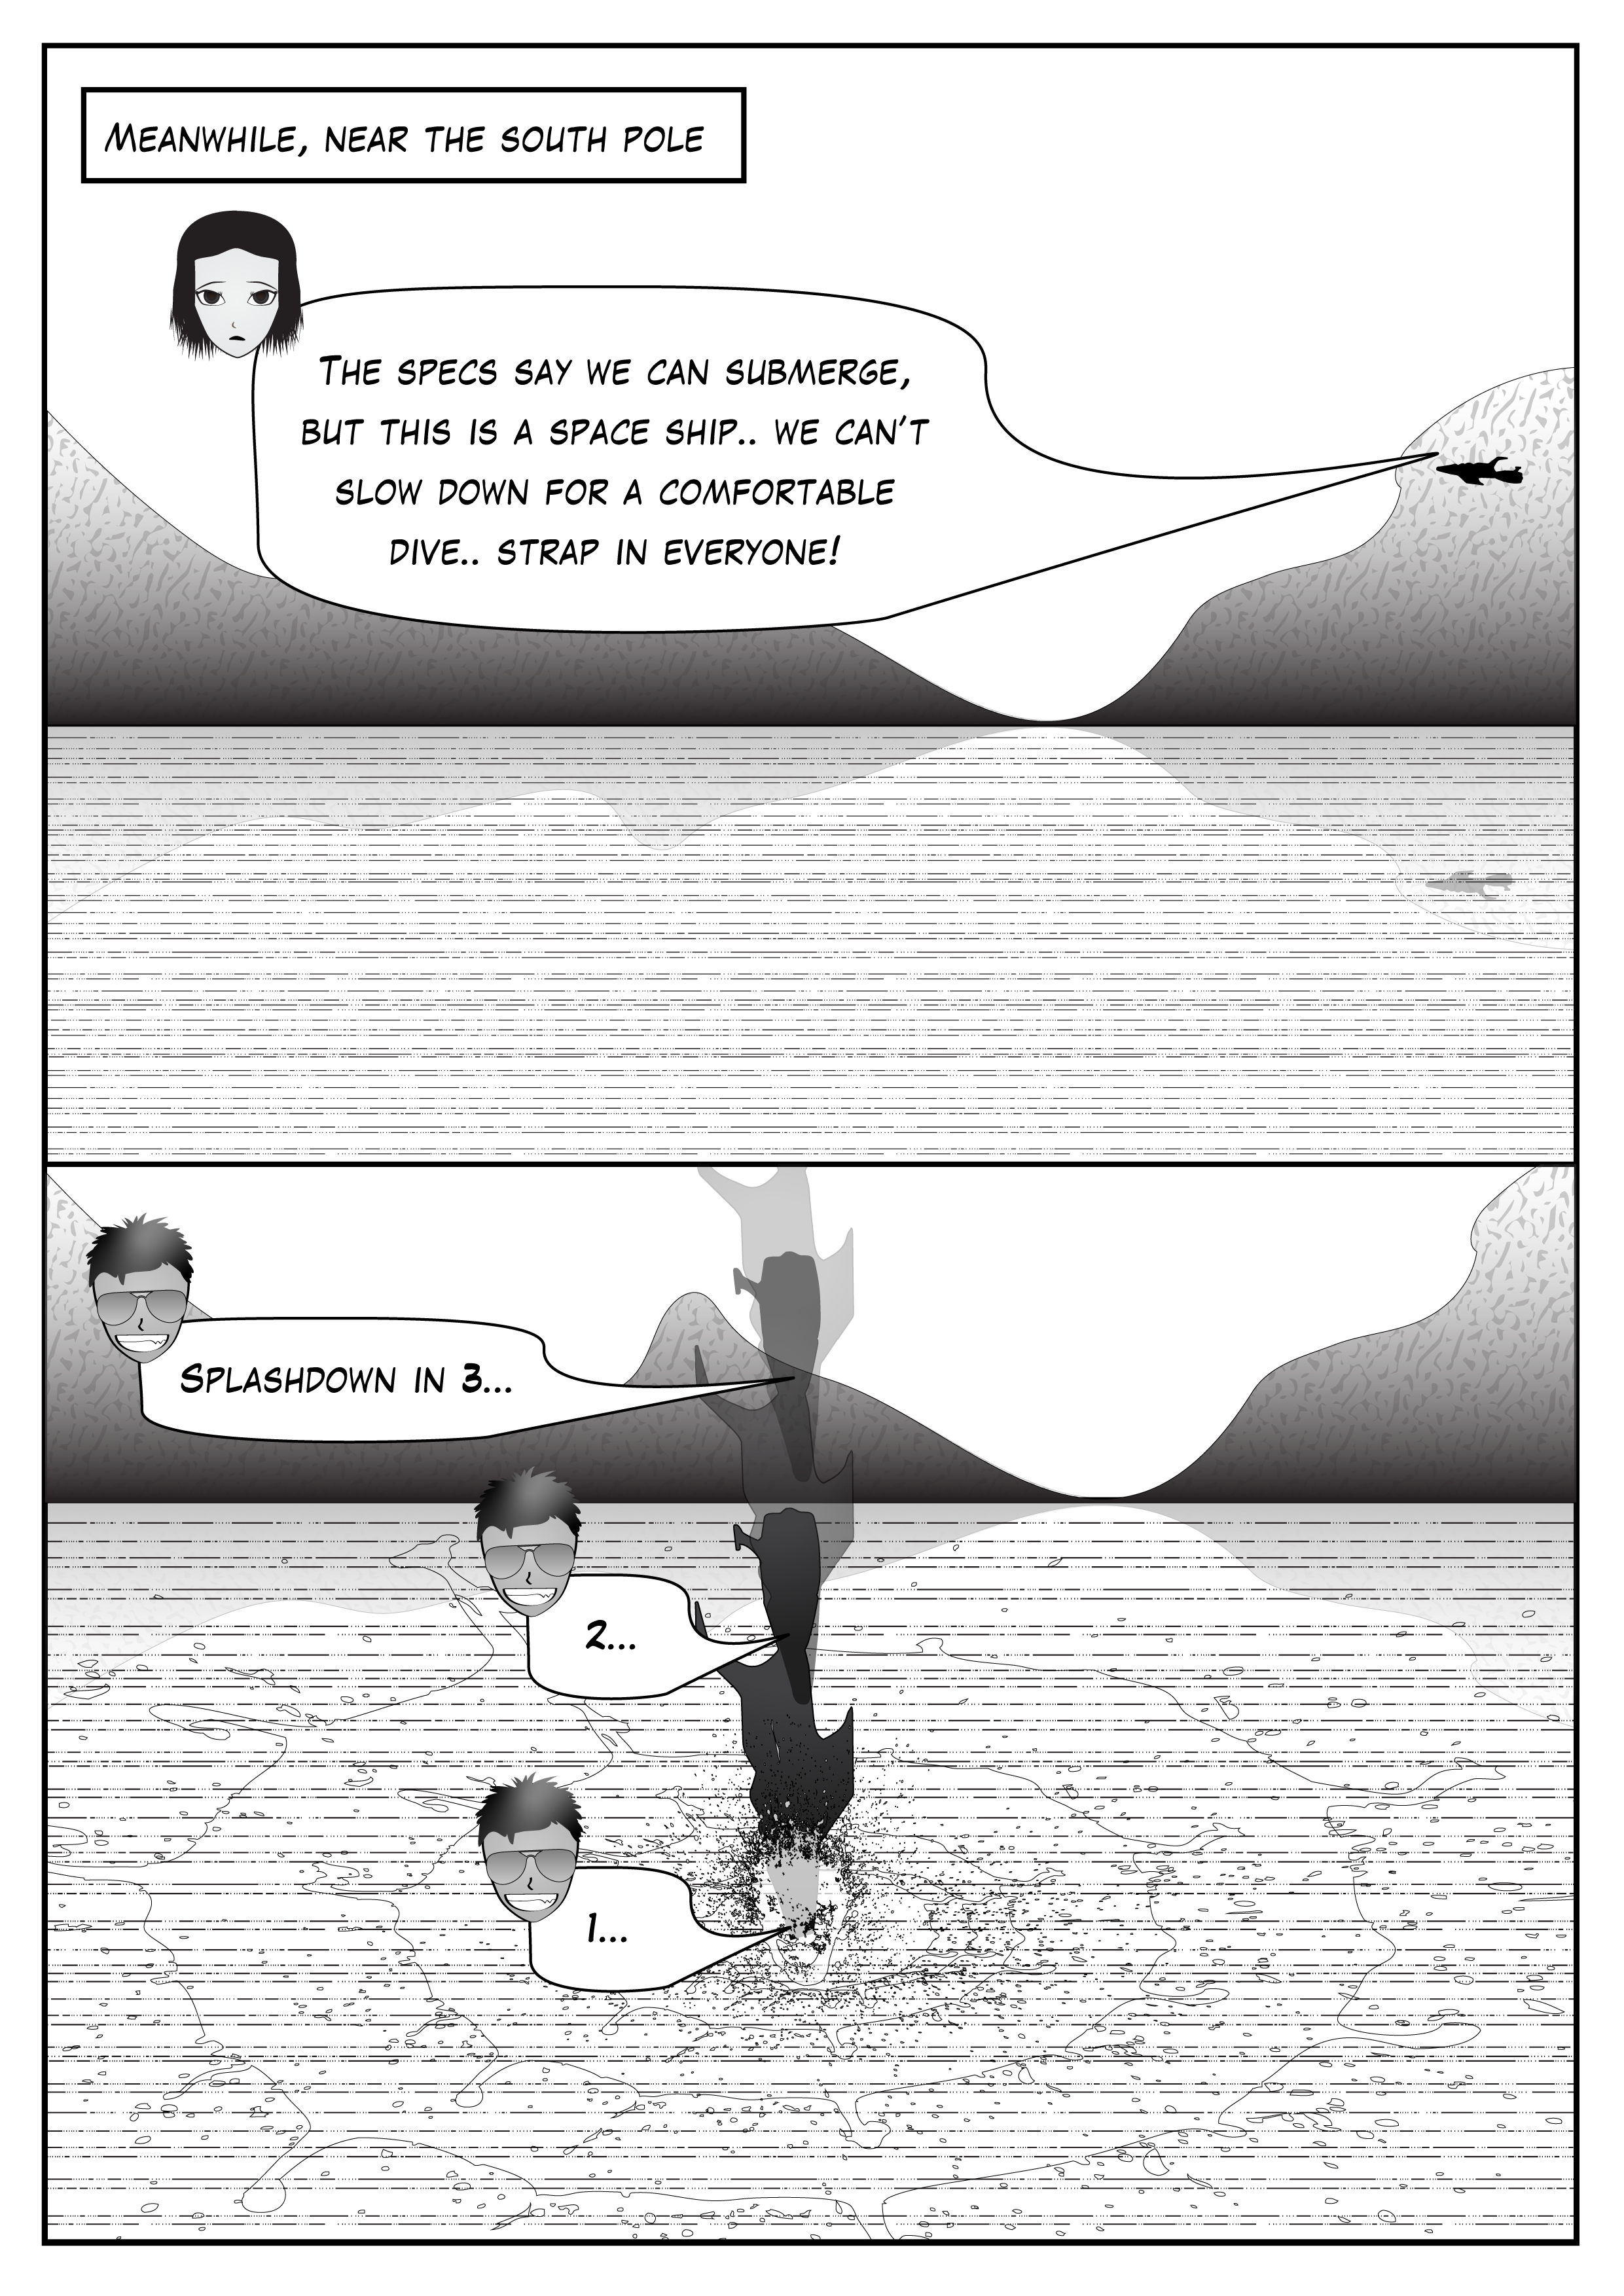 Meanwhile, near the south pole
The specs say we can submerge,
but this is a space ship.. we can't
slow down for a comfortable
dive.. strap in everyone!
Splashdown in 3...
2...
1...